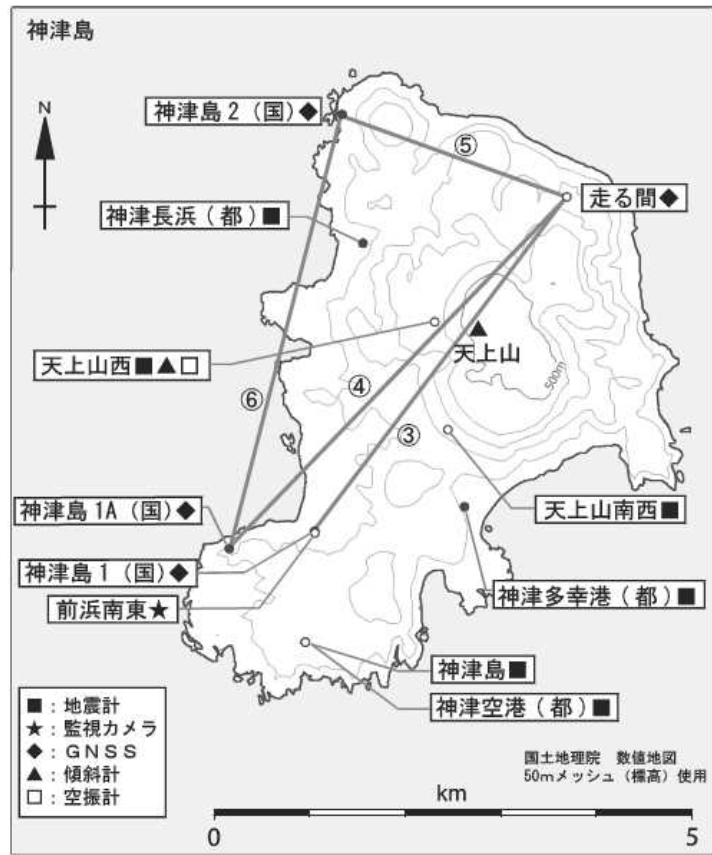 神津島
N
神津島2（国）◆
⑤
走る間◆
神津長浜（都）■
天上山西■▲□
天上山
500m
⑥
④
③
神津島1A（国）◆
天上山南西■
神津島1（国）◆
神津多幸港（都）■
前浜南東★
神津島■
神津空港（都）■
■：地震計
★：監視カメラ
◆：GNSS
▲：傾斜計
□：空振計
国土地理院　数値地図
50mメッシュ（標高）使用
km
0 5